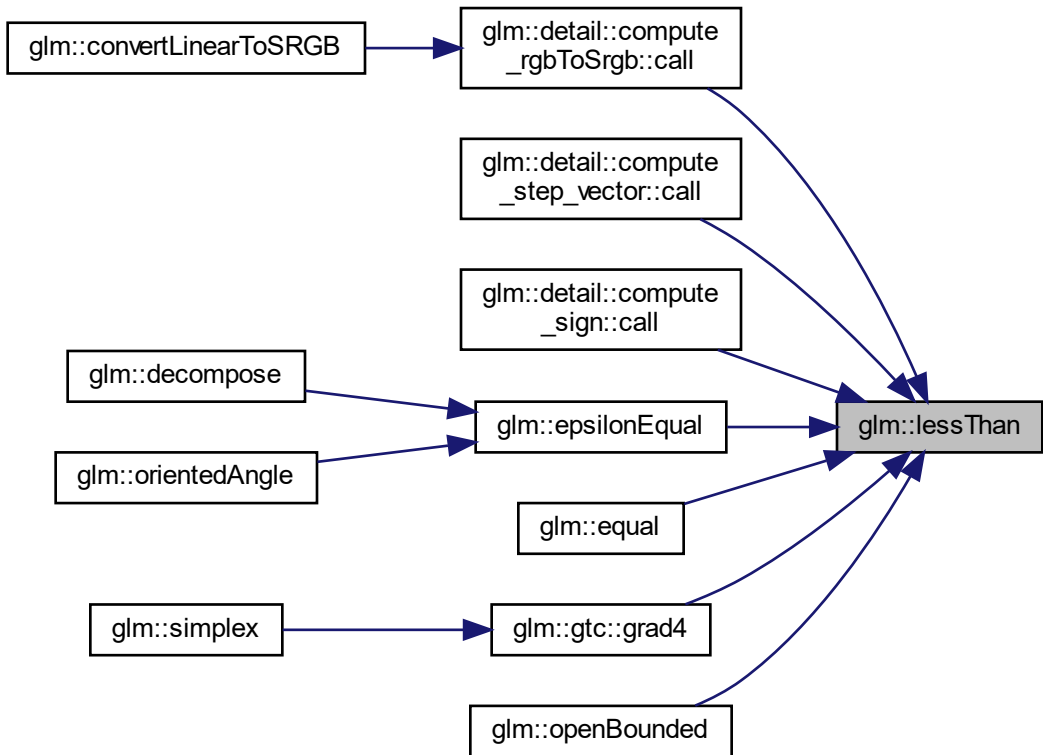 glm::convertLinearToSRGB
glm::detail::compute
_rgbToSrgb::call
glm::detail::compute
_step_vector::call
glm::detail::compute
_sign::call
glm::decompose
glm::epsilonEqual
glm::lessThan
glm::orientedAngle
glm::equal
glm::simplex
glm::gtc::grad4
glm::openBounded